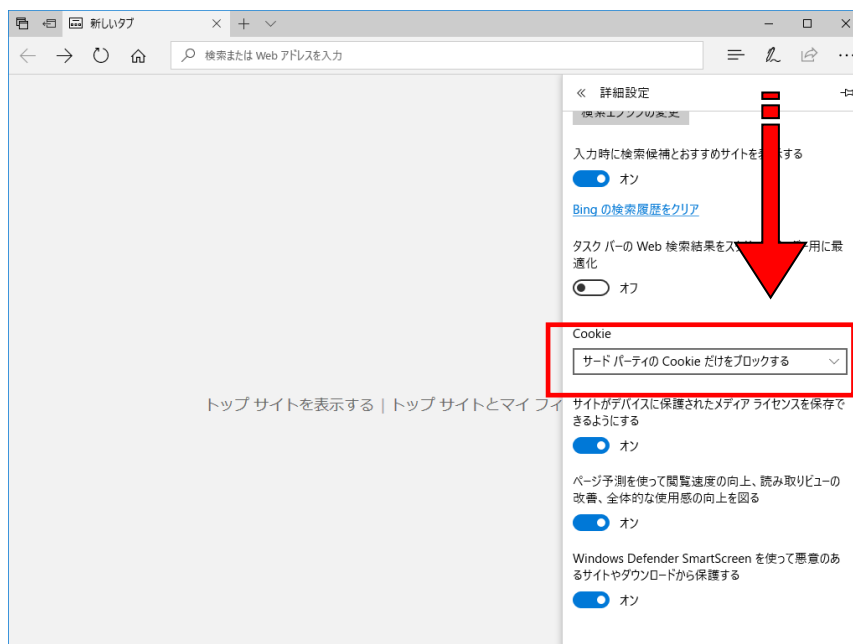 新しいタブ
検索または Web アドレスを入力
詳細設定
検索エンジンの変更
入力時に検索候補とおすすめサイトを表示する
オン
Bing の検索履歴をクリア
タスク バーの Web 検索結果をス 用に最
適化
オフ
Cookie
サード パーティの Cookie だけをブロックする
トップ サイトを表示する | トップ サイトとマイ フィ
サイトがデバイスに保護されたメディア ライセンスを保存で
きるようにする
オン
ページ予測を使って閲覧速度の向上、読み取りビューの
改善、全体的な使用感の向上を図る
オン
Windows Defender SmartScreen を使って悪意のあ
るサイトやダウンロードから保護する
オン